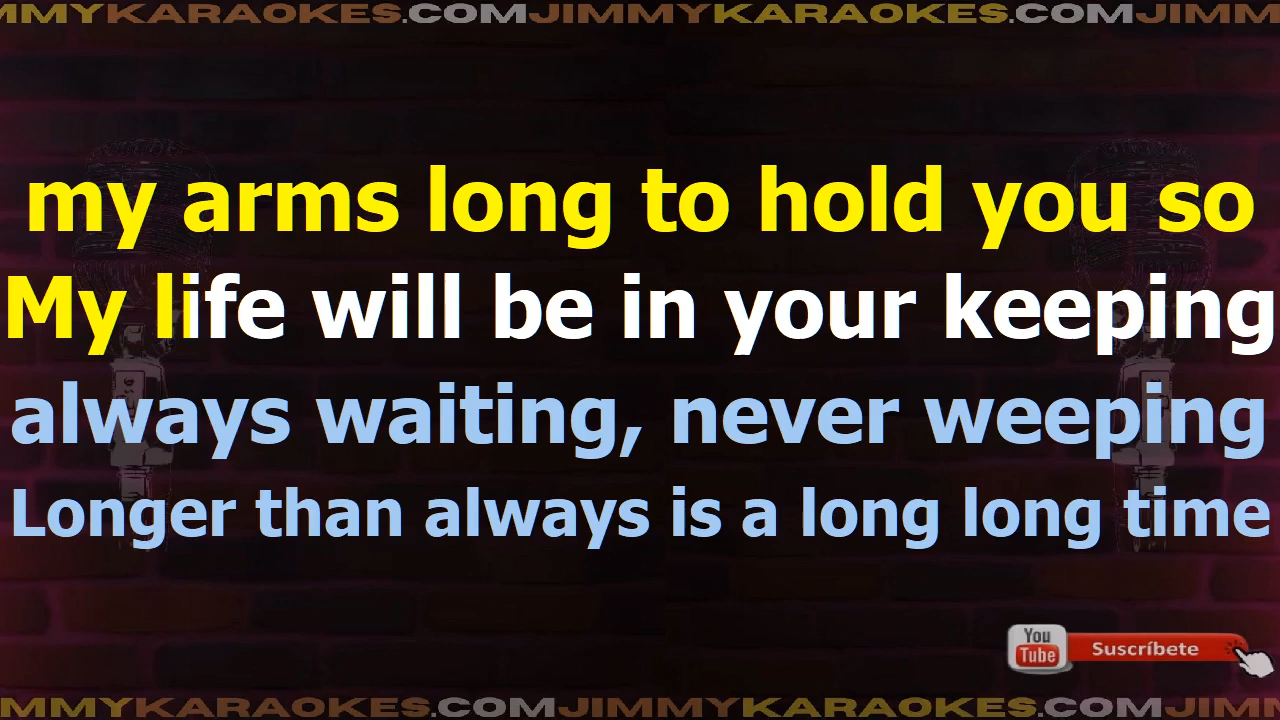 MMYKARAOKES.COMJIMMYKARAOKES.COMJIMM
my arms long to hold you so
My life will be in your keeping
always waiting, never weeping
Longer than always is a long long time
You
Tube
Suscríbete
MMYKARAOKES.COMJIMMYKARAOKES.COMJIMM